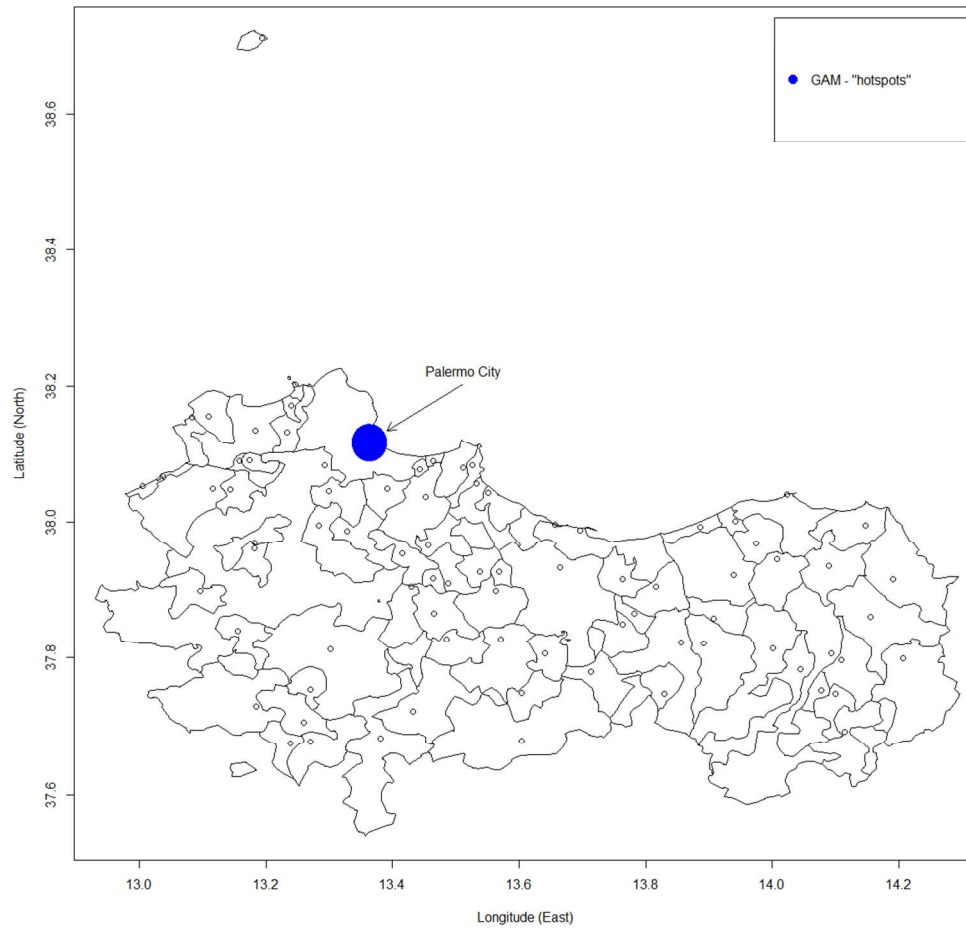 GAM - "hotspots"
Palermo City
Latitude (North)
38.6
38.4
38.2
38.0
37.8
37.6
13.0 13.2 13.4 13.6 13.8 14.0 14.2
Longitude (East)